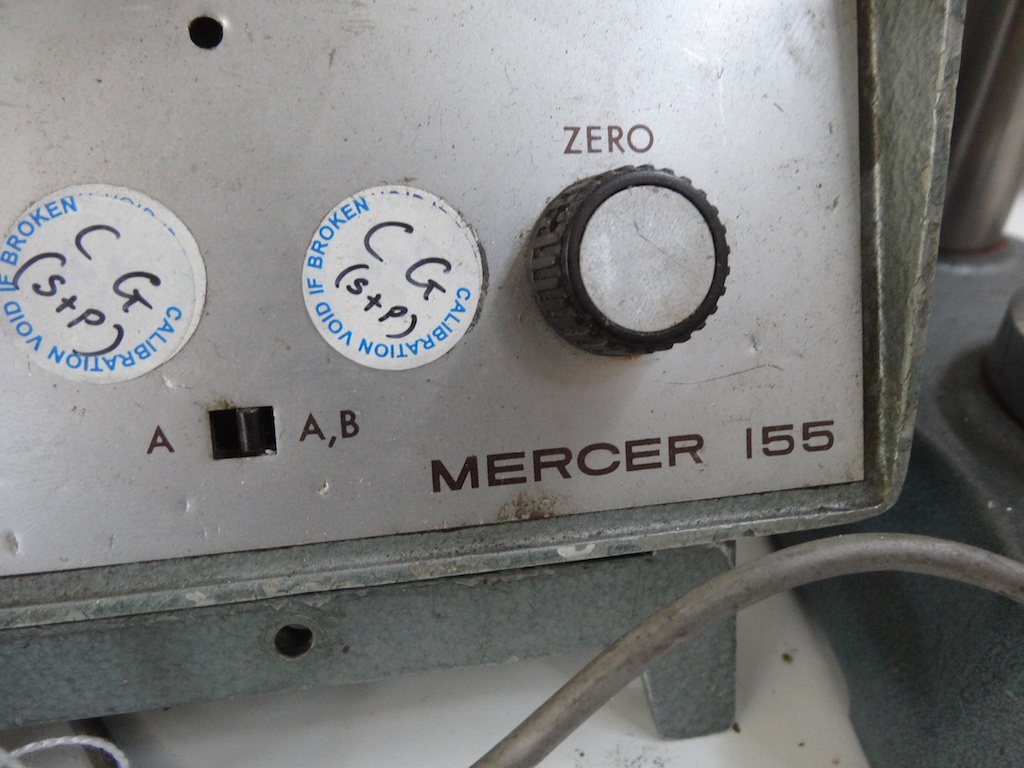 ZERO
CALIBRATION VOID IF BROKEN
C G
(S+P)
CALIBRATION VOID IF BROKEN
C G
(S+P)
A
A,B
MERCER 155